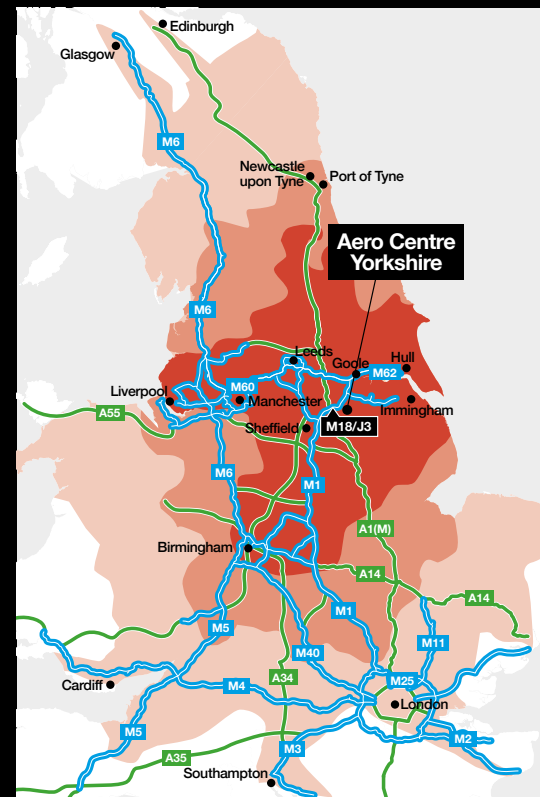 Edinburgh
Glasgow
M6
Newcastle
upon Tyne
Port of Tyne
Aero Centre
Yorkshire
M6
Leeds
Goole
Hull
M62
Liverpool
M60
Manchester
Immingham
A55
M18/J3
Sheffield
M6
M1
A1(M)
Birmingham
A14
A14
M1
M5
M11
M40
A34
M25
Cardiff
M4
London
M5
M3
M2
A35
Southampton